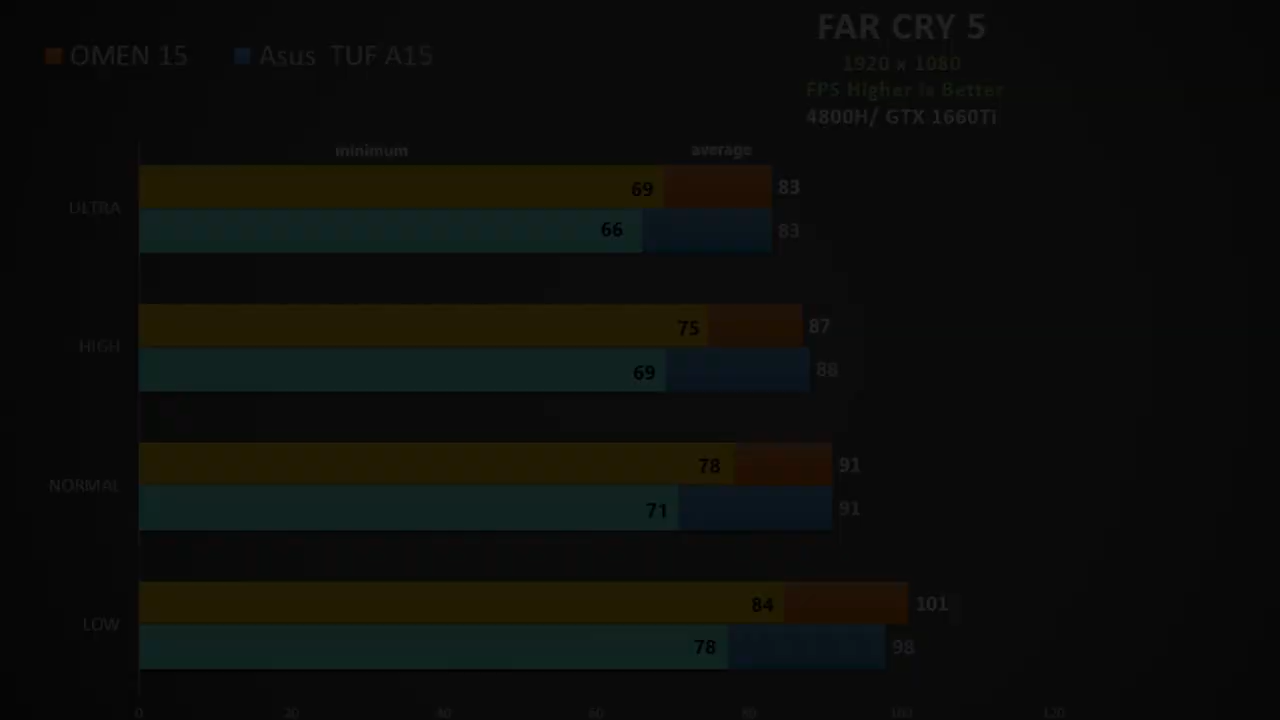 FAR CRY 5
OMEN 15 Asus TUF A15
1920 x 1080
FPS Higher is Better
4800H/ GTX 1660Ti
minimum average
69 83
ULTRA
66 83
75 87
HIGH
69 88
78 91
NORMAL
71 91
84 101
LOW
78 98
0 20 40 60 80 100 120